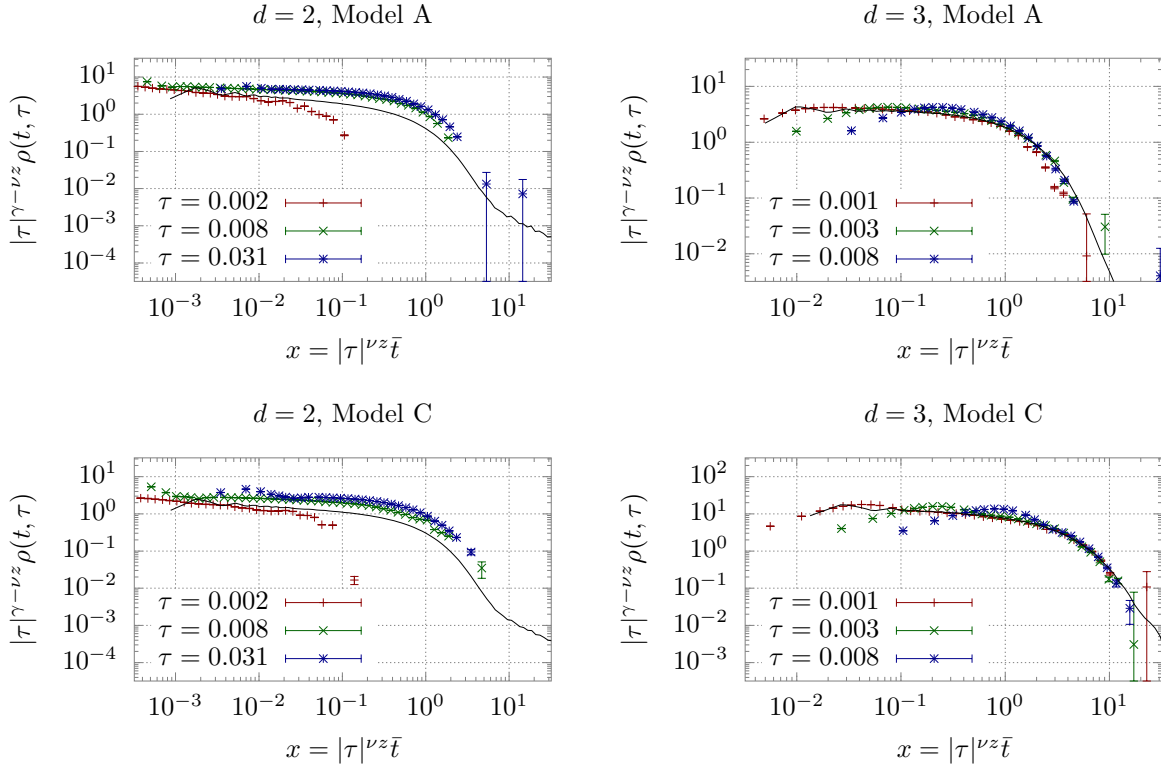 d = 2, Model A
|τ|^{γ−νz}ρ(t, τ)
10^1
10^0
10^{−1}
10^{−2}
10^{−3}
10^{−4}
τ = 0.002
τ = 0.008
τ = 0.031
10^{−3} 10^{−2} 10^{−1} 10^0 10^1
x = |τ|^{νz} t̄
d = 3, Model A
|τ|^{γ−νz}ρ(t, τ)
10^1
10^0
10^{−1}
10^{−2}
τ = 0.001
τ = 0.003
τ = 0.008
10^{−2} 10^{−1} 10^0 10^1
x = |τ|^{νz} t̄
d = 2, Model C
|τ|^{γ−νz}ρ(t, τ)
10^1
10^0
10^{−1}
10^{−2}
10^{−3}
10^{−4}
τ = 0.002
τ = 0.008
τ = 0.031
10^{−3} 10^{−2} 10^{−1} 10^0 10^1
x = |τ|^{νz} t̄
d = 3, Model C
|τ|^{γ−νz}ρ(t, τ)
10^2
10^1
10^0
10^{−1}
10^{−2}
10^{−3}
τ = 0.001
τ = 0.003
τ = 0.008
10^{−2} 10^{−1} 10^0 10^1
x = |τ|^{νz} t̄